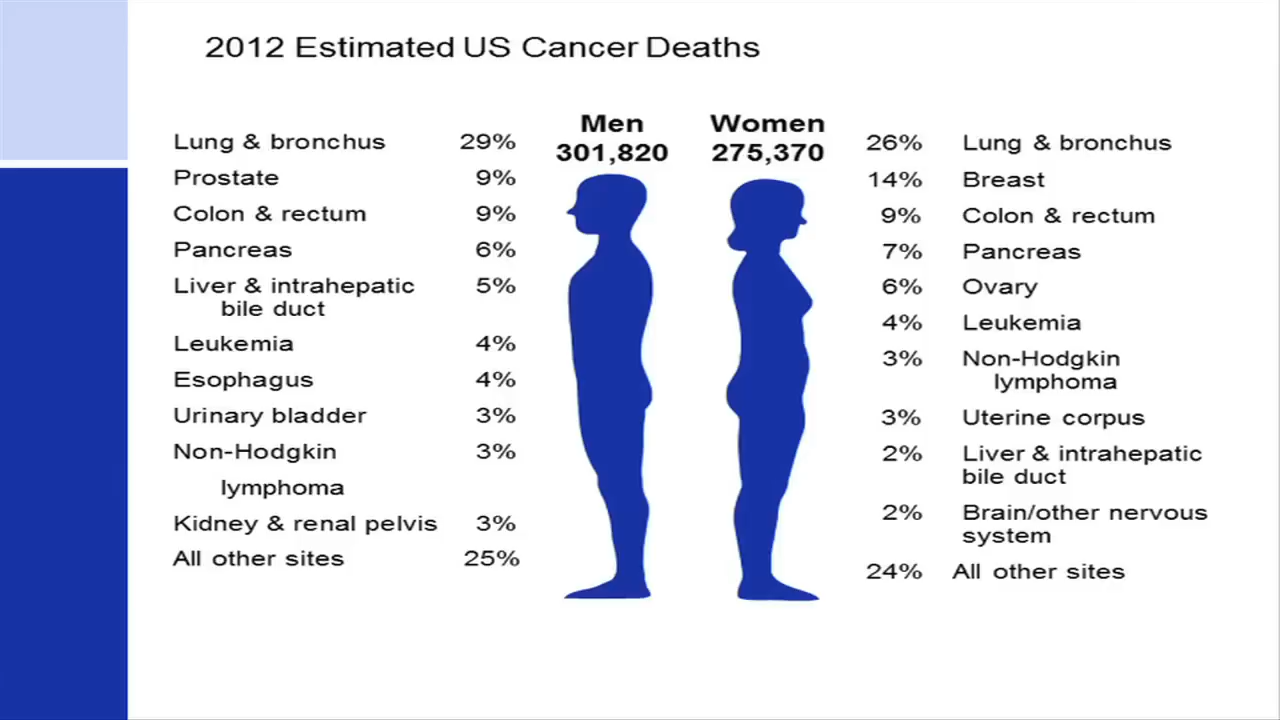 2012 Estimated US Cancer Deaths
Men
301,820
Lung & bronchus 29%
Prostate 9%
Colon & rectum 9%
Pancreas 6%
Liver & intrahepatic 5%
bile duct
Leukemia 4%
Esophagus 4%
Urinary bladder 3%
Non-Hodgkin 3%
lymphoma
Kidney & renal pelvis 3%
All other sites 25%
Women
275,370
26% Lung & bronchus
14% Breast
9% Colon & rectum
7% Pancreas
6% Ovary
4% Leukemia
3% Non-Hodgkin
lymphoma
3% Uterine corpus
2% Liver & intrahepatic
bile duct
2% Brain/other nervous
system
24% All other sites